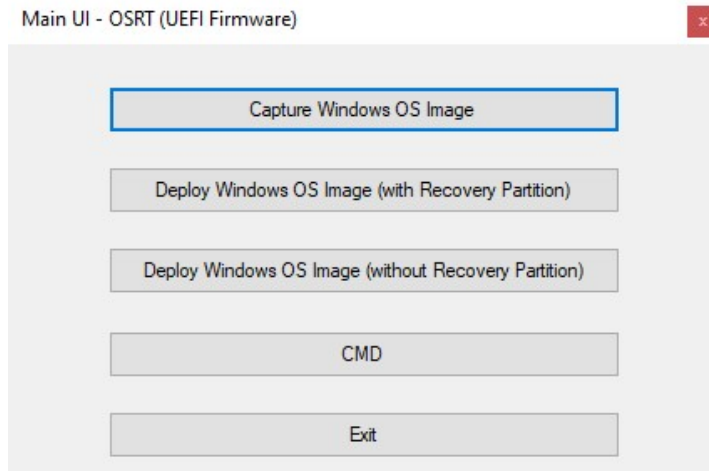 Main UI - OSRT (UEFI Firmware)
x
Capture Windows OS Image
Deploy Windows OS Image (with Recovery Partition)
Deploy Windows OS Image (without Recovery Partition)
CMD
Exit